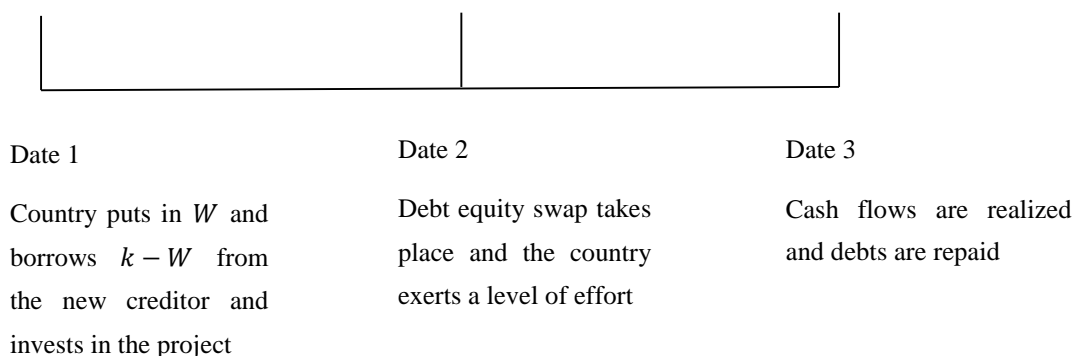 Date 1
Country puts in 𝑊 and
borrows 𝑘 − 𝑊 from
the new creditor and
invests in the project
Date 2
Debt equity swap takes
place and the country
exerts a level of effort
Date 3
Cash flows are realized
and debts are repaid